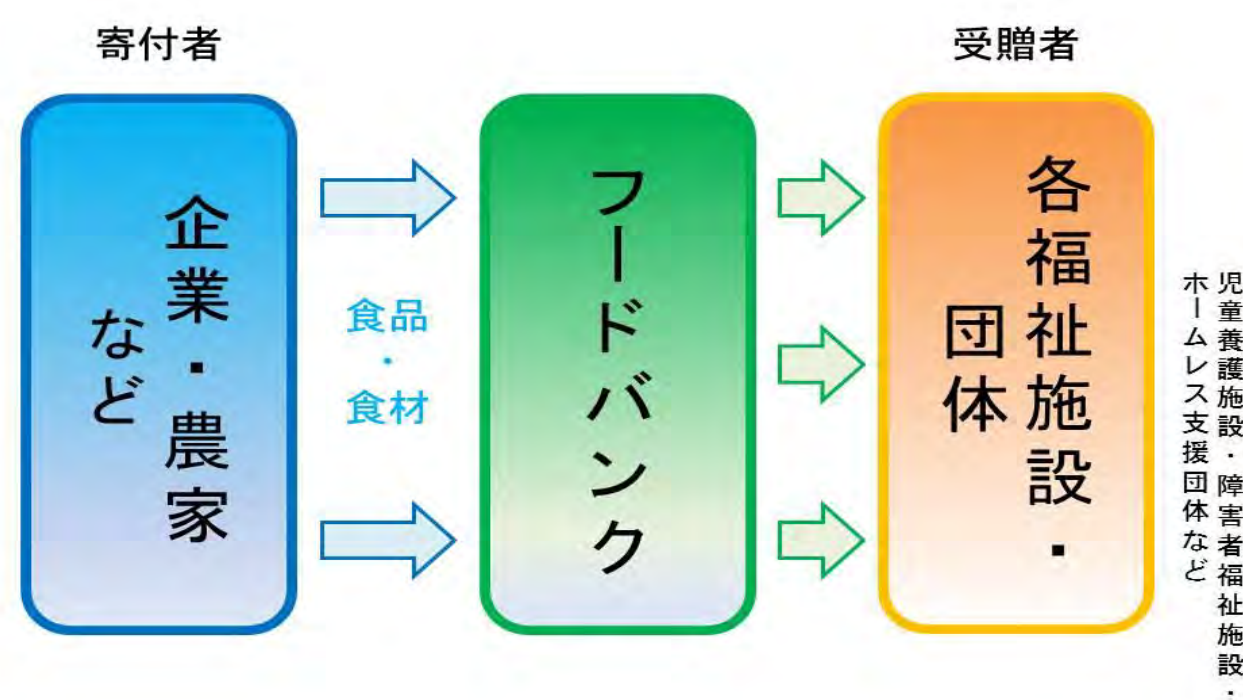 寄付者
受贈者
企業・農家
など
食品
・
食材
フードバンク
各福祉施設・
団体
児童養護施設・障害者福祉施設・
ホームレス支援団体など